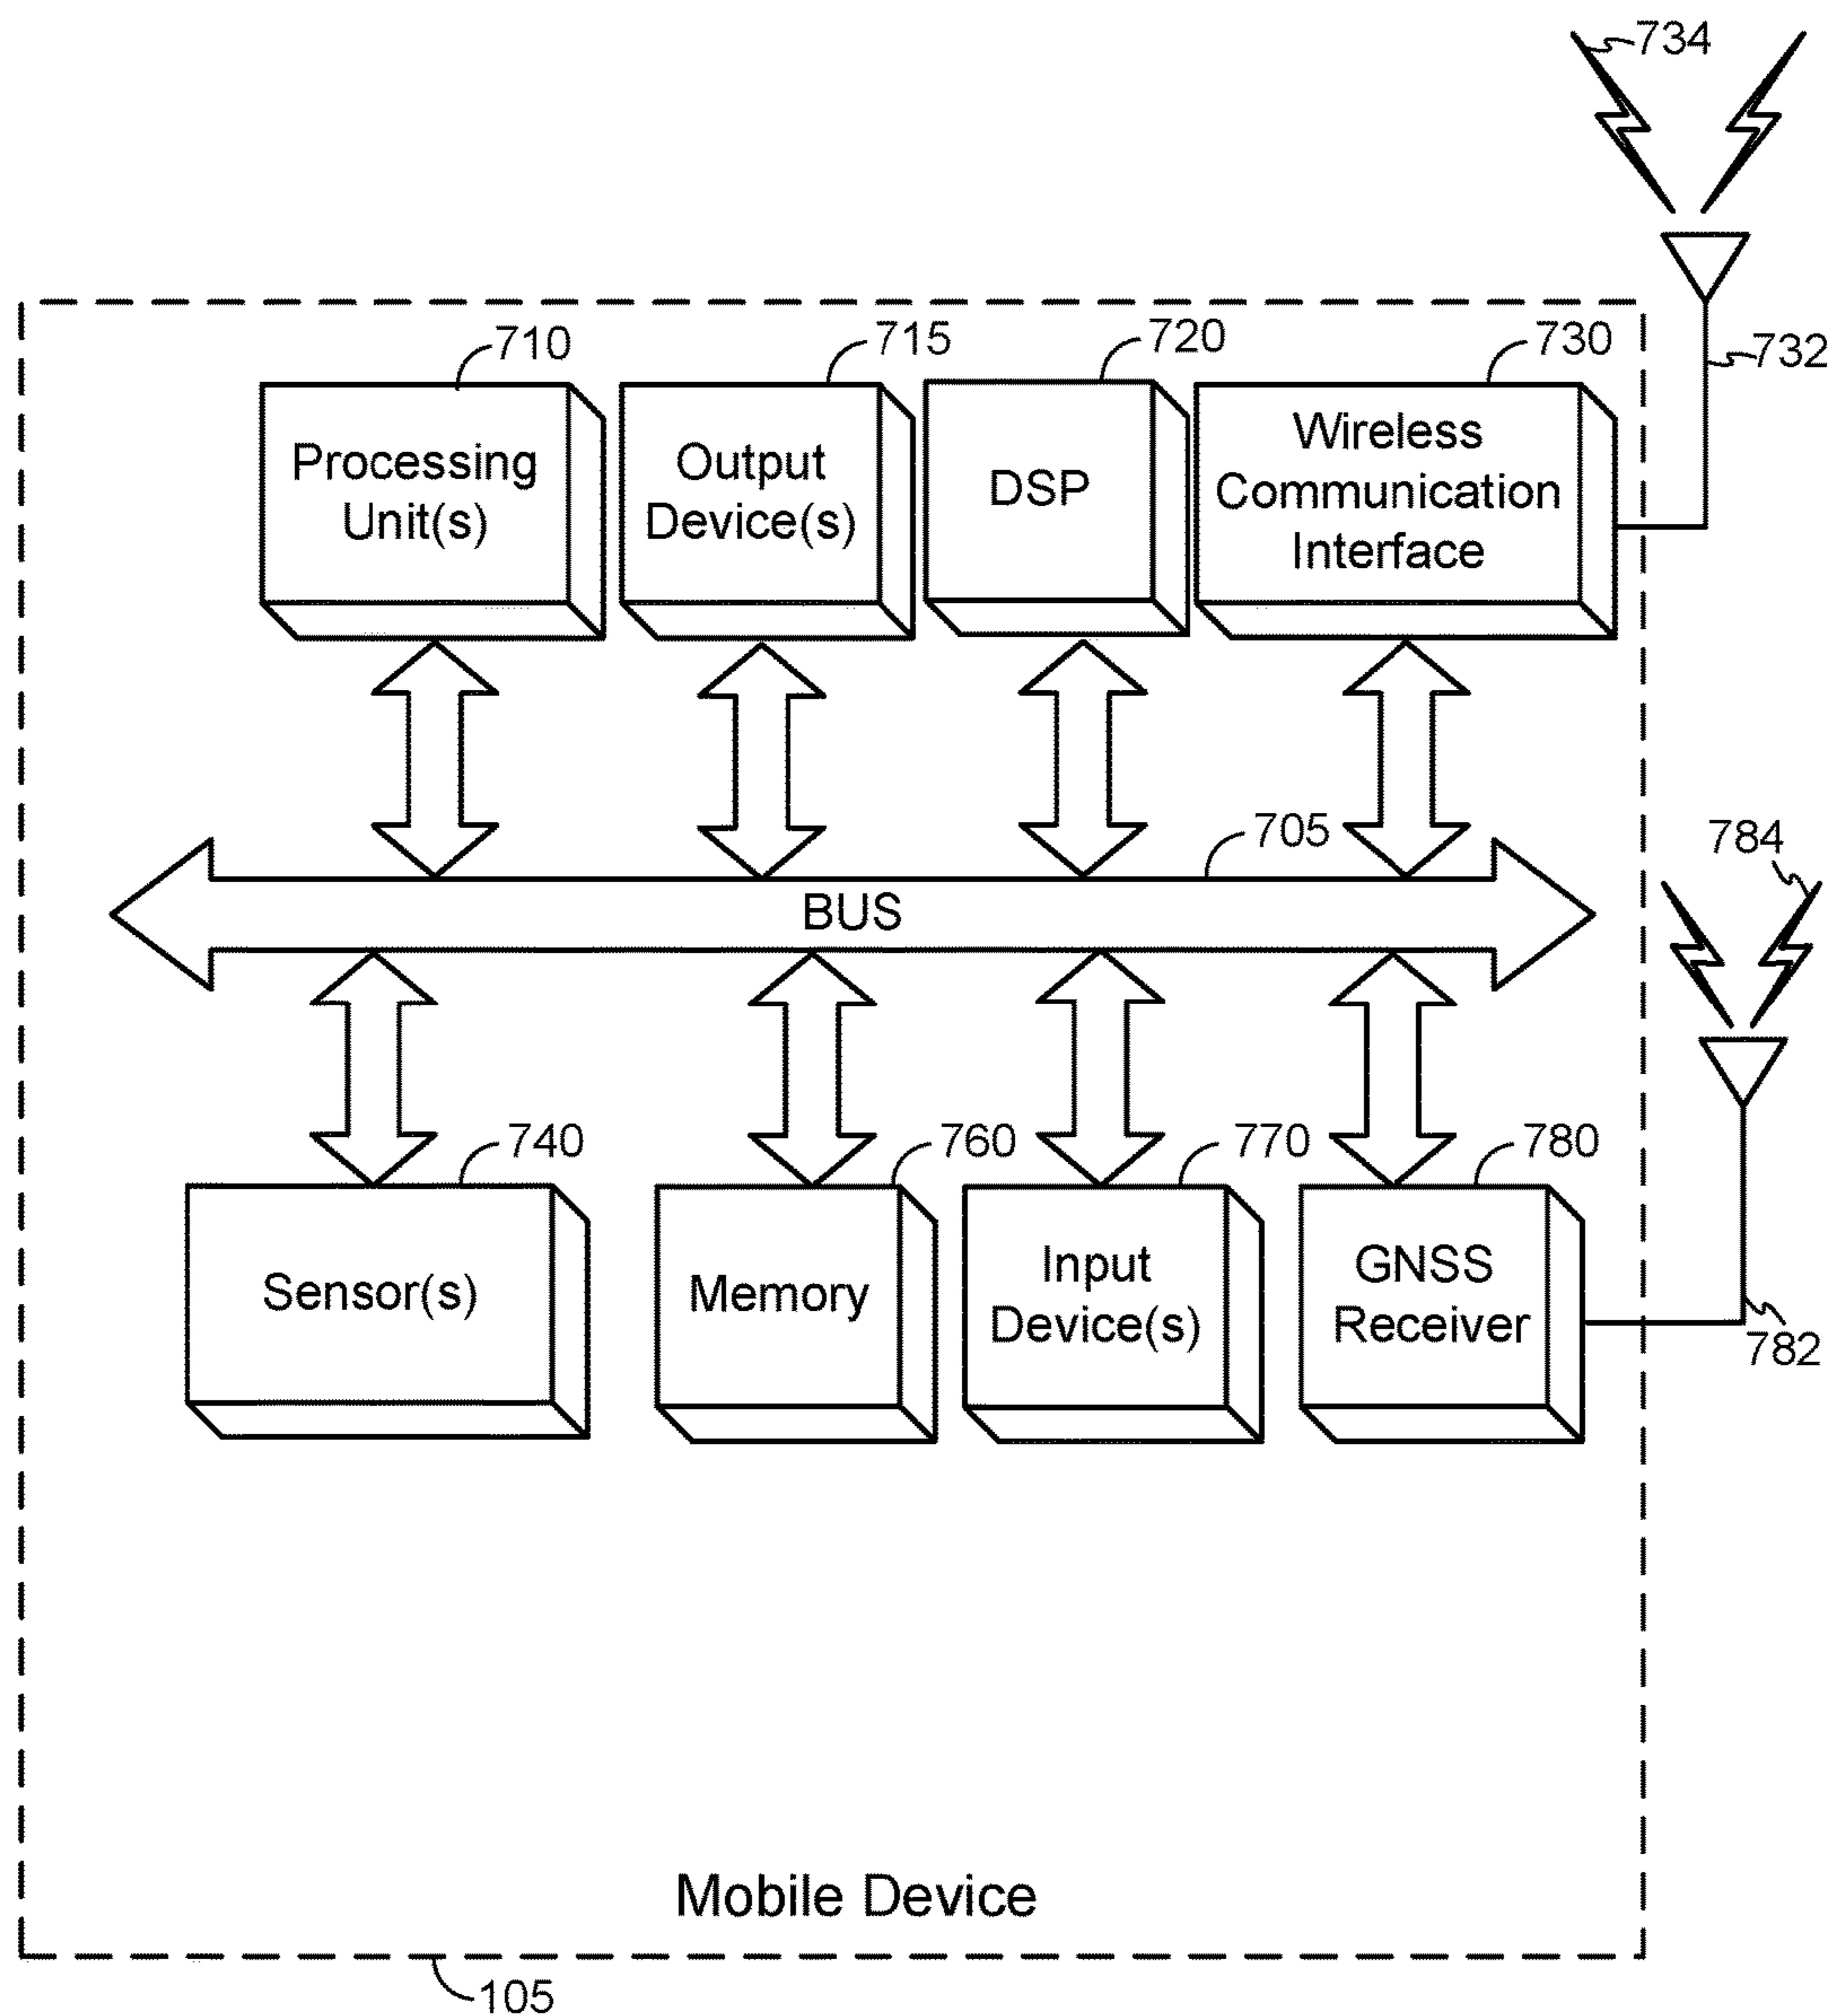 734
732
710
715
720
730
Processing
Unit(s)
Output
Device(s)
DSP
Wireless
Communication
Interface
705
BUS
784
740
760
770
780
Sensor(s)
Memory
Input
Device(s)
GNSS
Receiver
782
Mobile Device
105